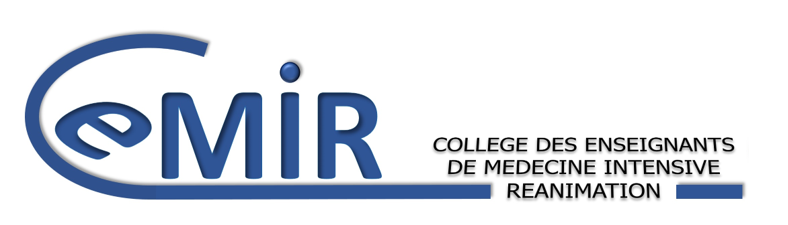 CeMiR
COLLEGE DES ENSEIGNANTS
DE MEDECINE INTENSIVE
REANIMATION